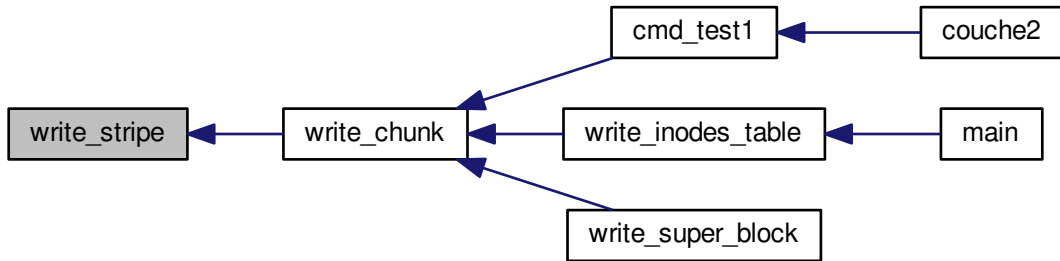 cmd_test1
couche2
write_stripe
write_chunk
write_inodes_table
main
write_super_block